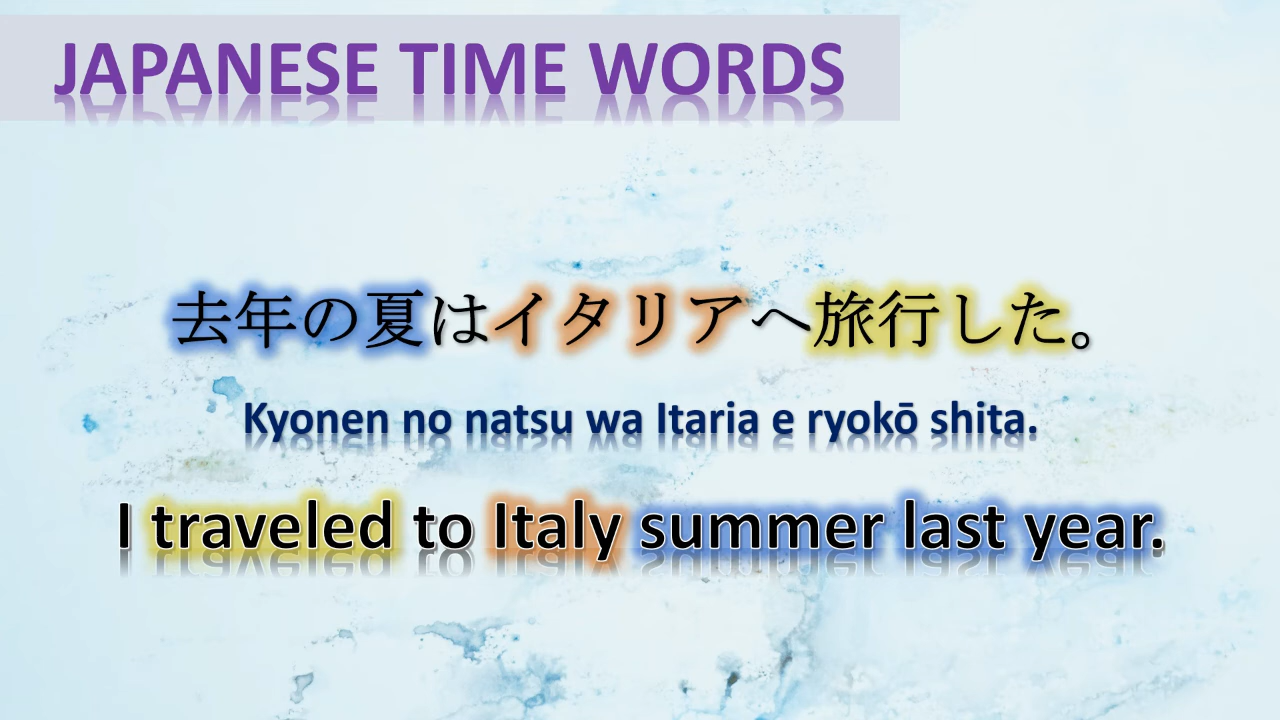 JAPANESE TIME WORDS
去年の夏はイタリアへ旅行した。
Kyonen no natsu wa Itaria e ryokō shita.
I traveled to Italy summer last year.